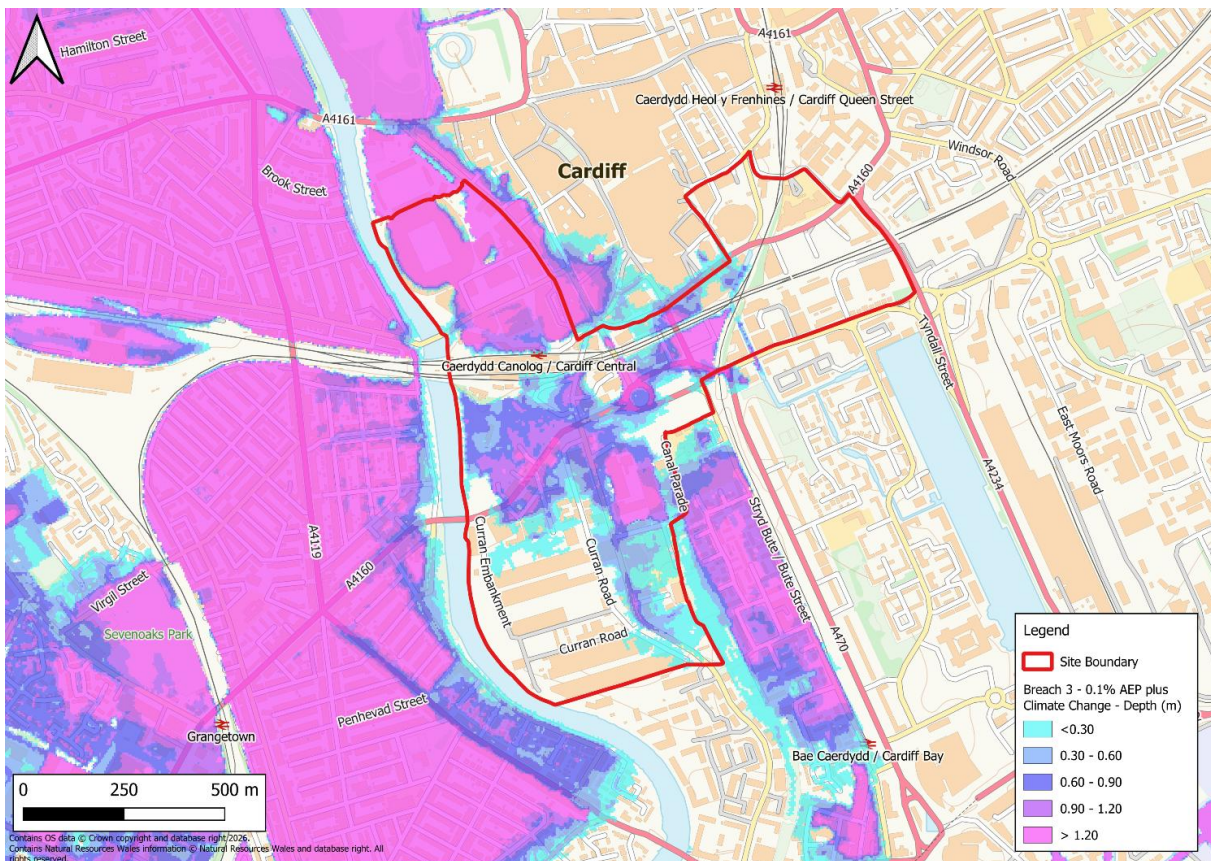 Hamilton Street
A4161
A4161
Caerdydd Heol y Frenhines / Cardiff Queen Street
Windsor Road
Brook Street
Cardiff
A4160
Caerdydd Canolog / Cardiff Central
Tyndall Street
East Moors Road
Canal Parade
Stryd Bute / Bute Street
A4234
A4119
A4160
Curran Embankment
Curran Road
Virgil Street
Sevenoaks Park
Curran Road
A470
Penhevad Street
Grangetown
Bae Caerdydd / Cardiff Bay
Legend
Site Boundary
Breach 3 - 0.1% AEP plus
Climate Change - Depth (m)
<0.30
0.30 - 0.60
0.60 - 0.90
0.90 - 1.20
> 1.20
0 250 500 m
Contains OS data © Crown copyright and database right 2026.
Contains Natural Resources Wales information © Natural Resources Wales and database right. All
rights reserved.